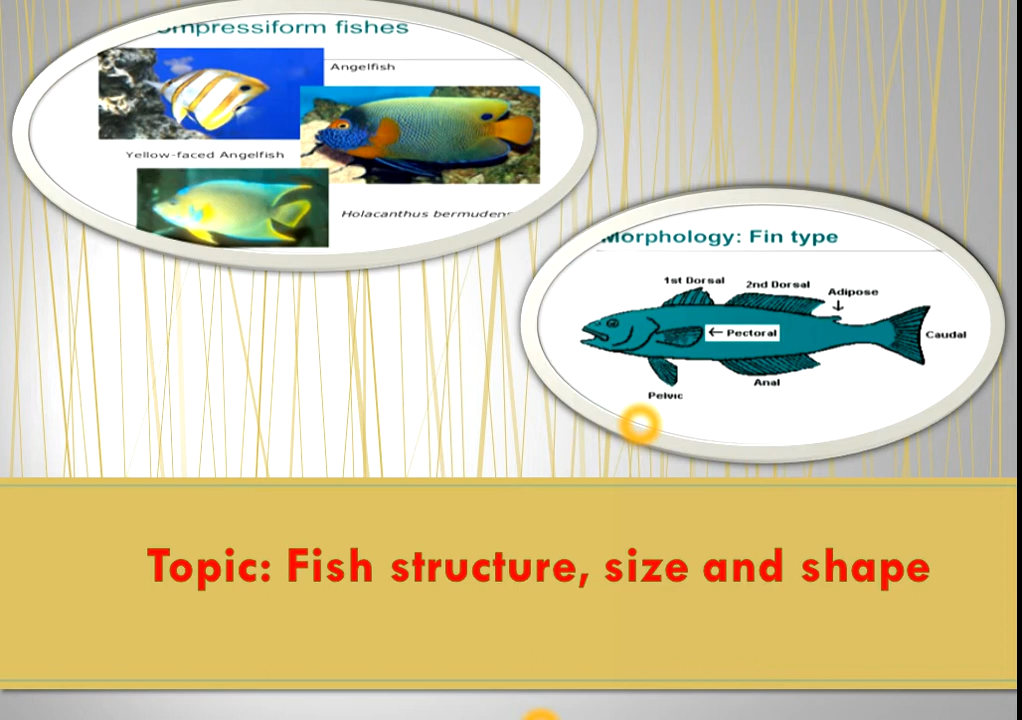 ompressiform fishes
Angelfish
Yellow-faced Angelfish
Holacanthus bermudens
Morphology: Fin type
1st Dorsal
2nd Dorsal
Adipose
← Pectoral
Caudal
Anal
Pelvic
Topic: Fish structure, size and shape